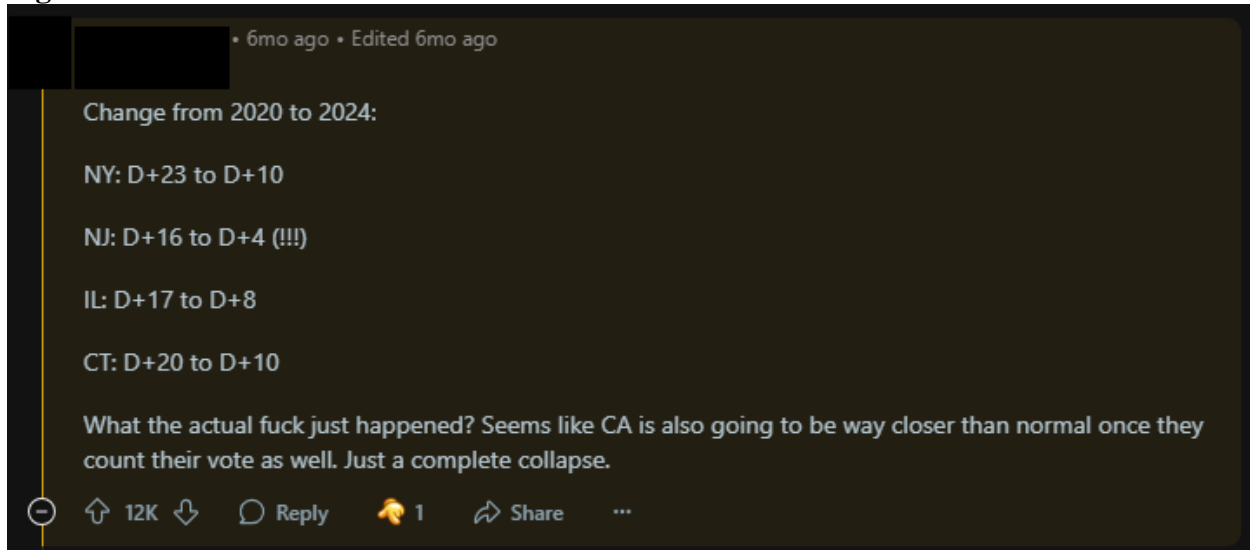 • 6mo ago • Edited 6mo ago
Change from 2020 to 2024:
NY: D+23 to D+10
NJ: D+16 to D+4 (!!!)
IL: D+17 to D+8
CT: D+20 to D+10
What the actual fuck just happened? Seems like CA is also going to be way closer than normal once they
count their vote as well. Just a complete collapse.
12K Reply 1 Share ...